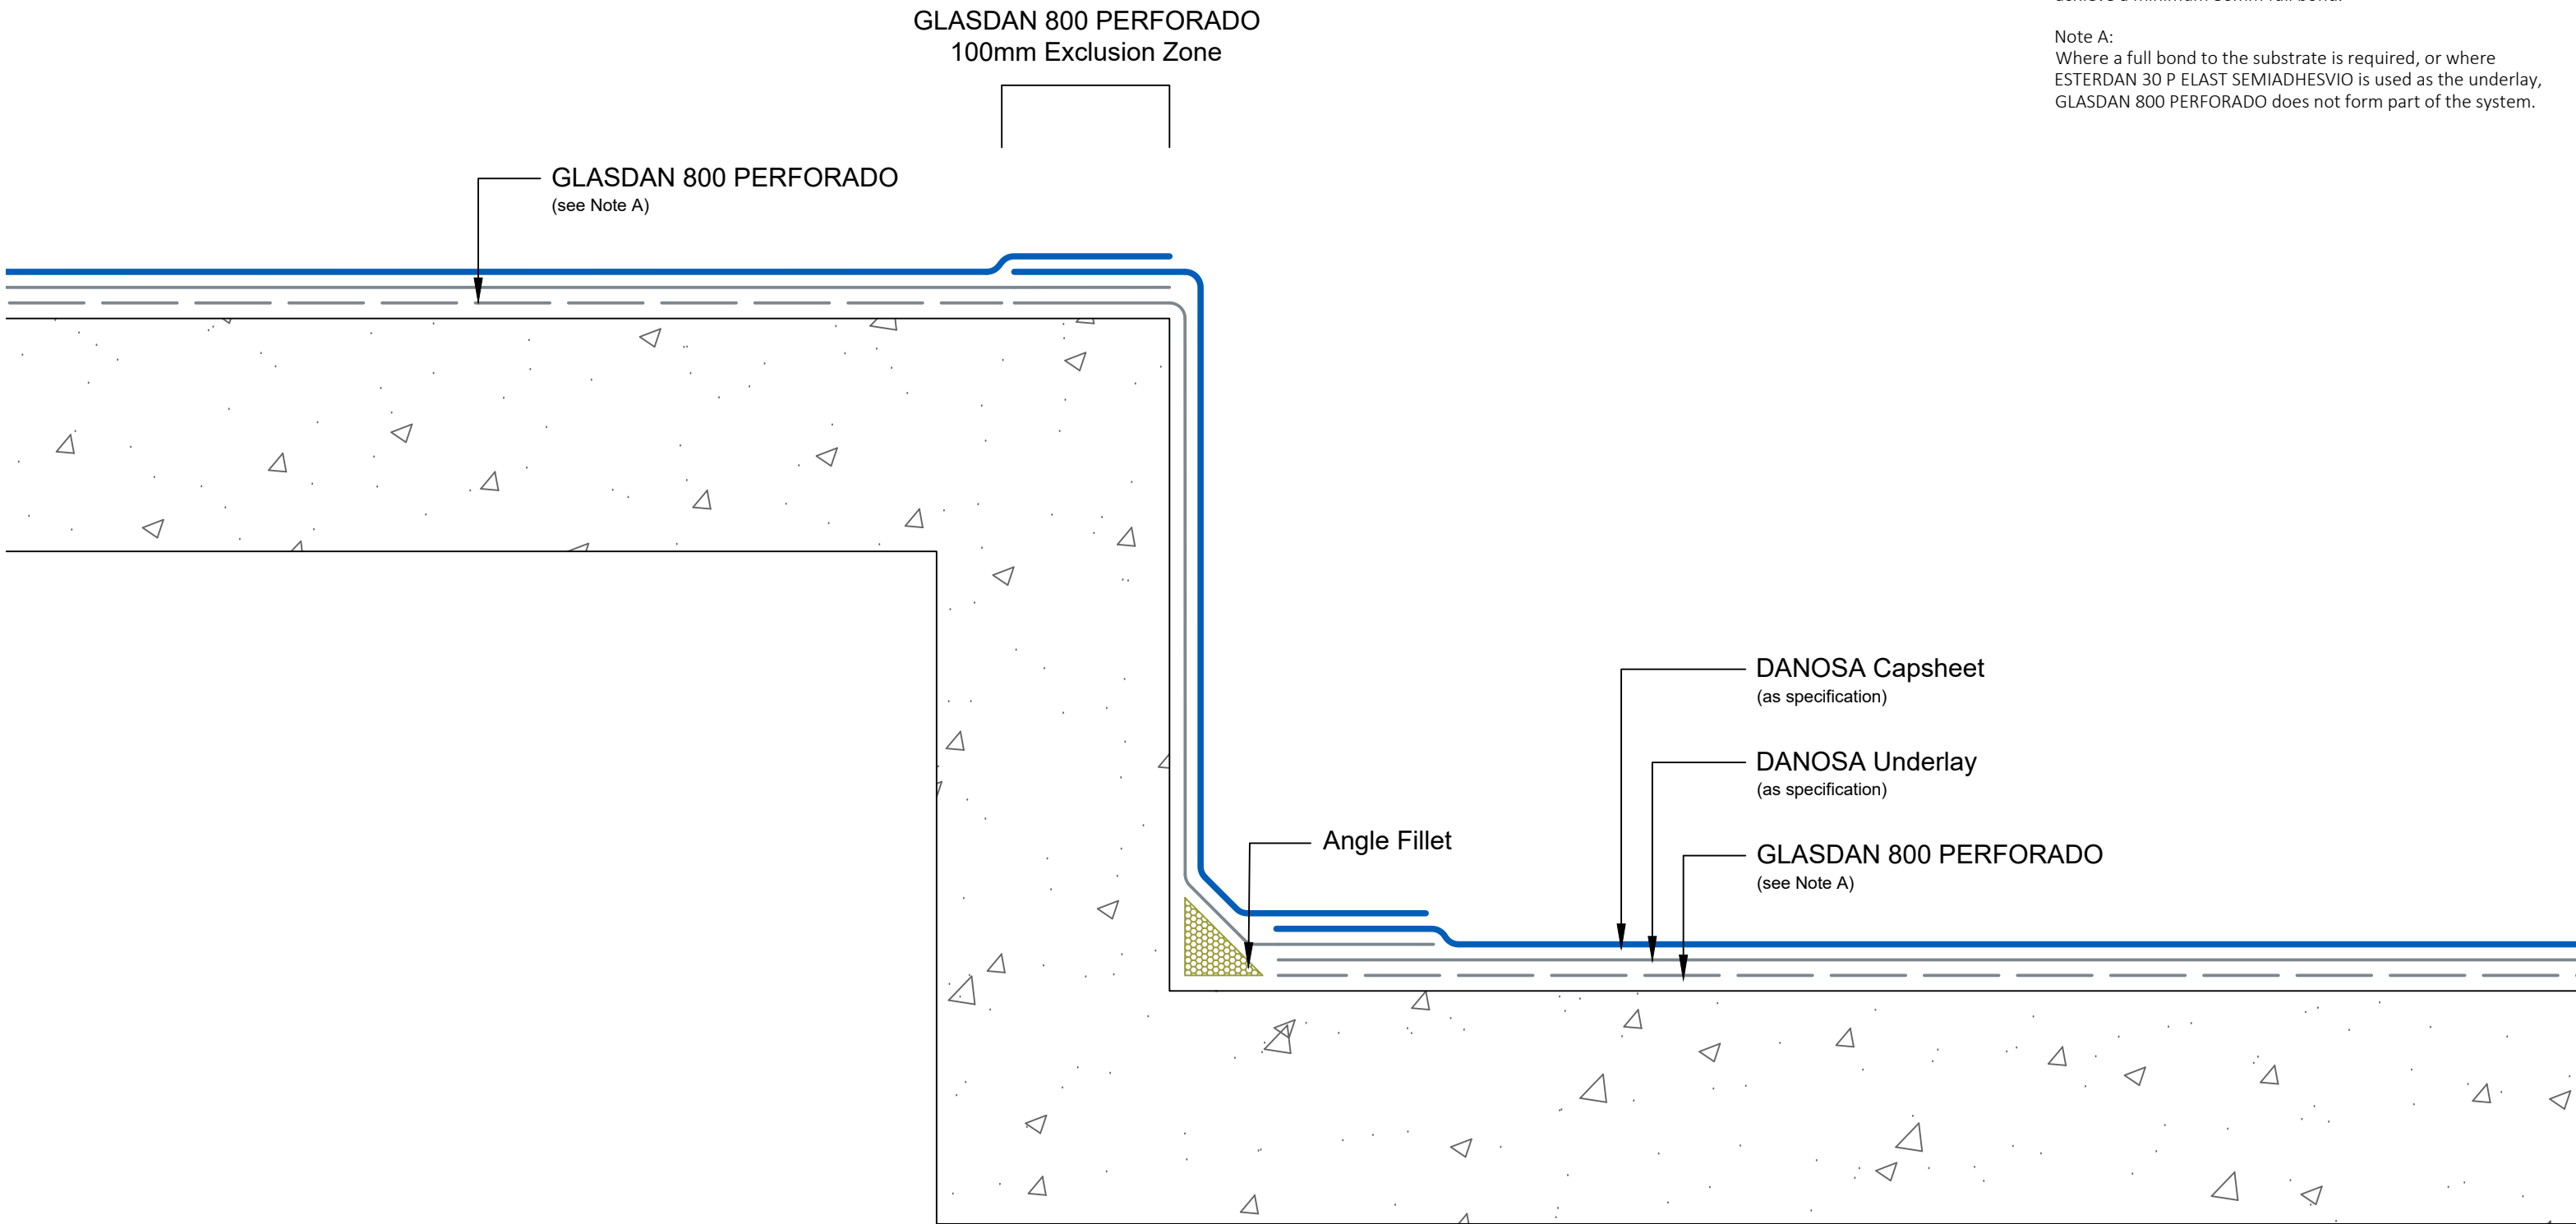 GLASDAN 800 PERFORADO
100mm Exclusion Zone
Note A:
Where a full bond to the substrate is required, or where
ESTERDAN 30 P ELAST SEMIADHESVIO is used as the underlay,
GLASDAN 800 PERFORADO does not form part of the system.
GLASDAN 800 PERFORADO
(see Note A)
DANOSA Capsheet
(as specification)
DANOSA Underlay
(as specification)
Angle Fillet
GLASDAN 800 PERFORADO
(see Note A)